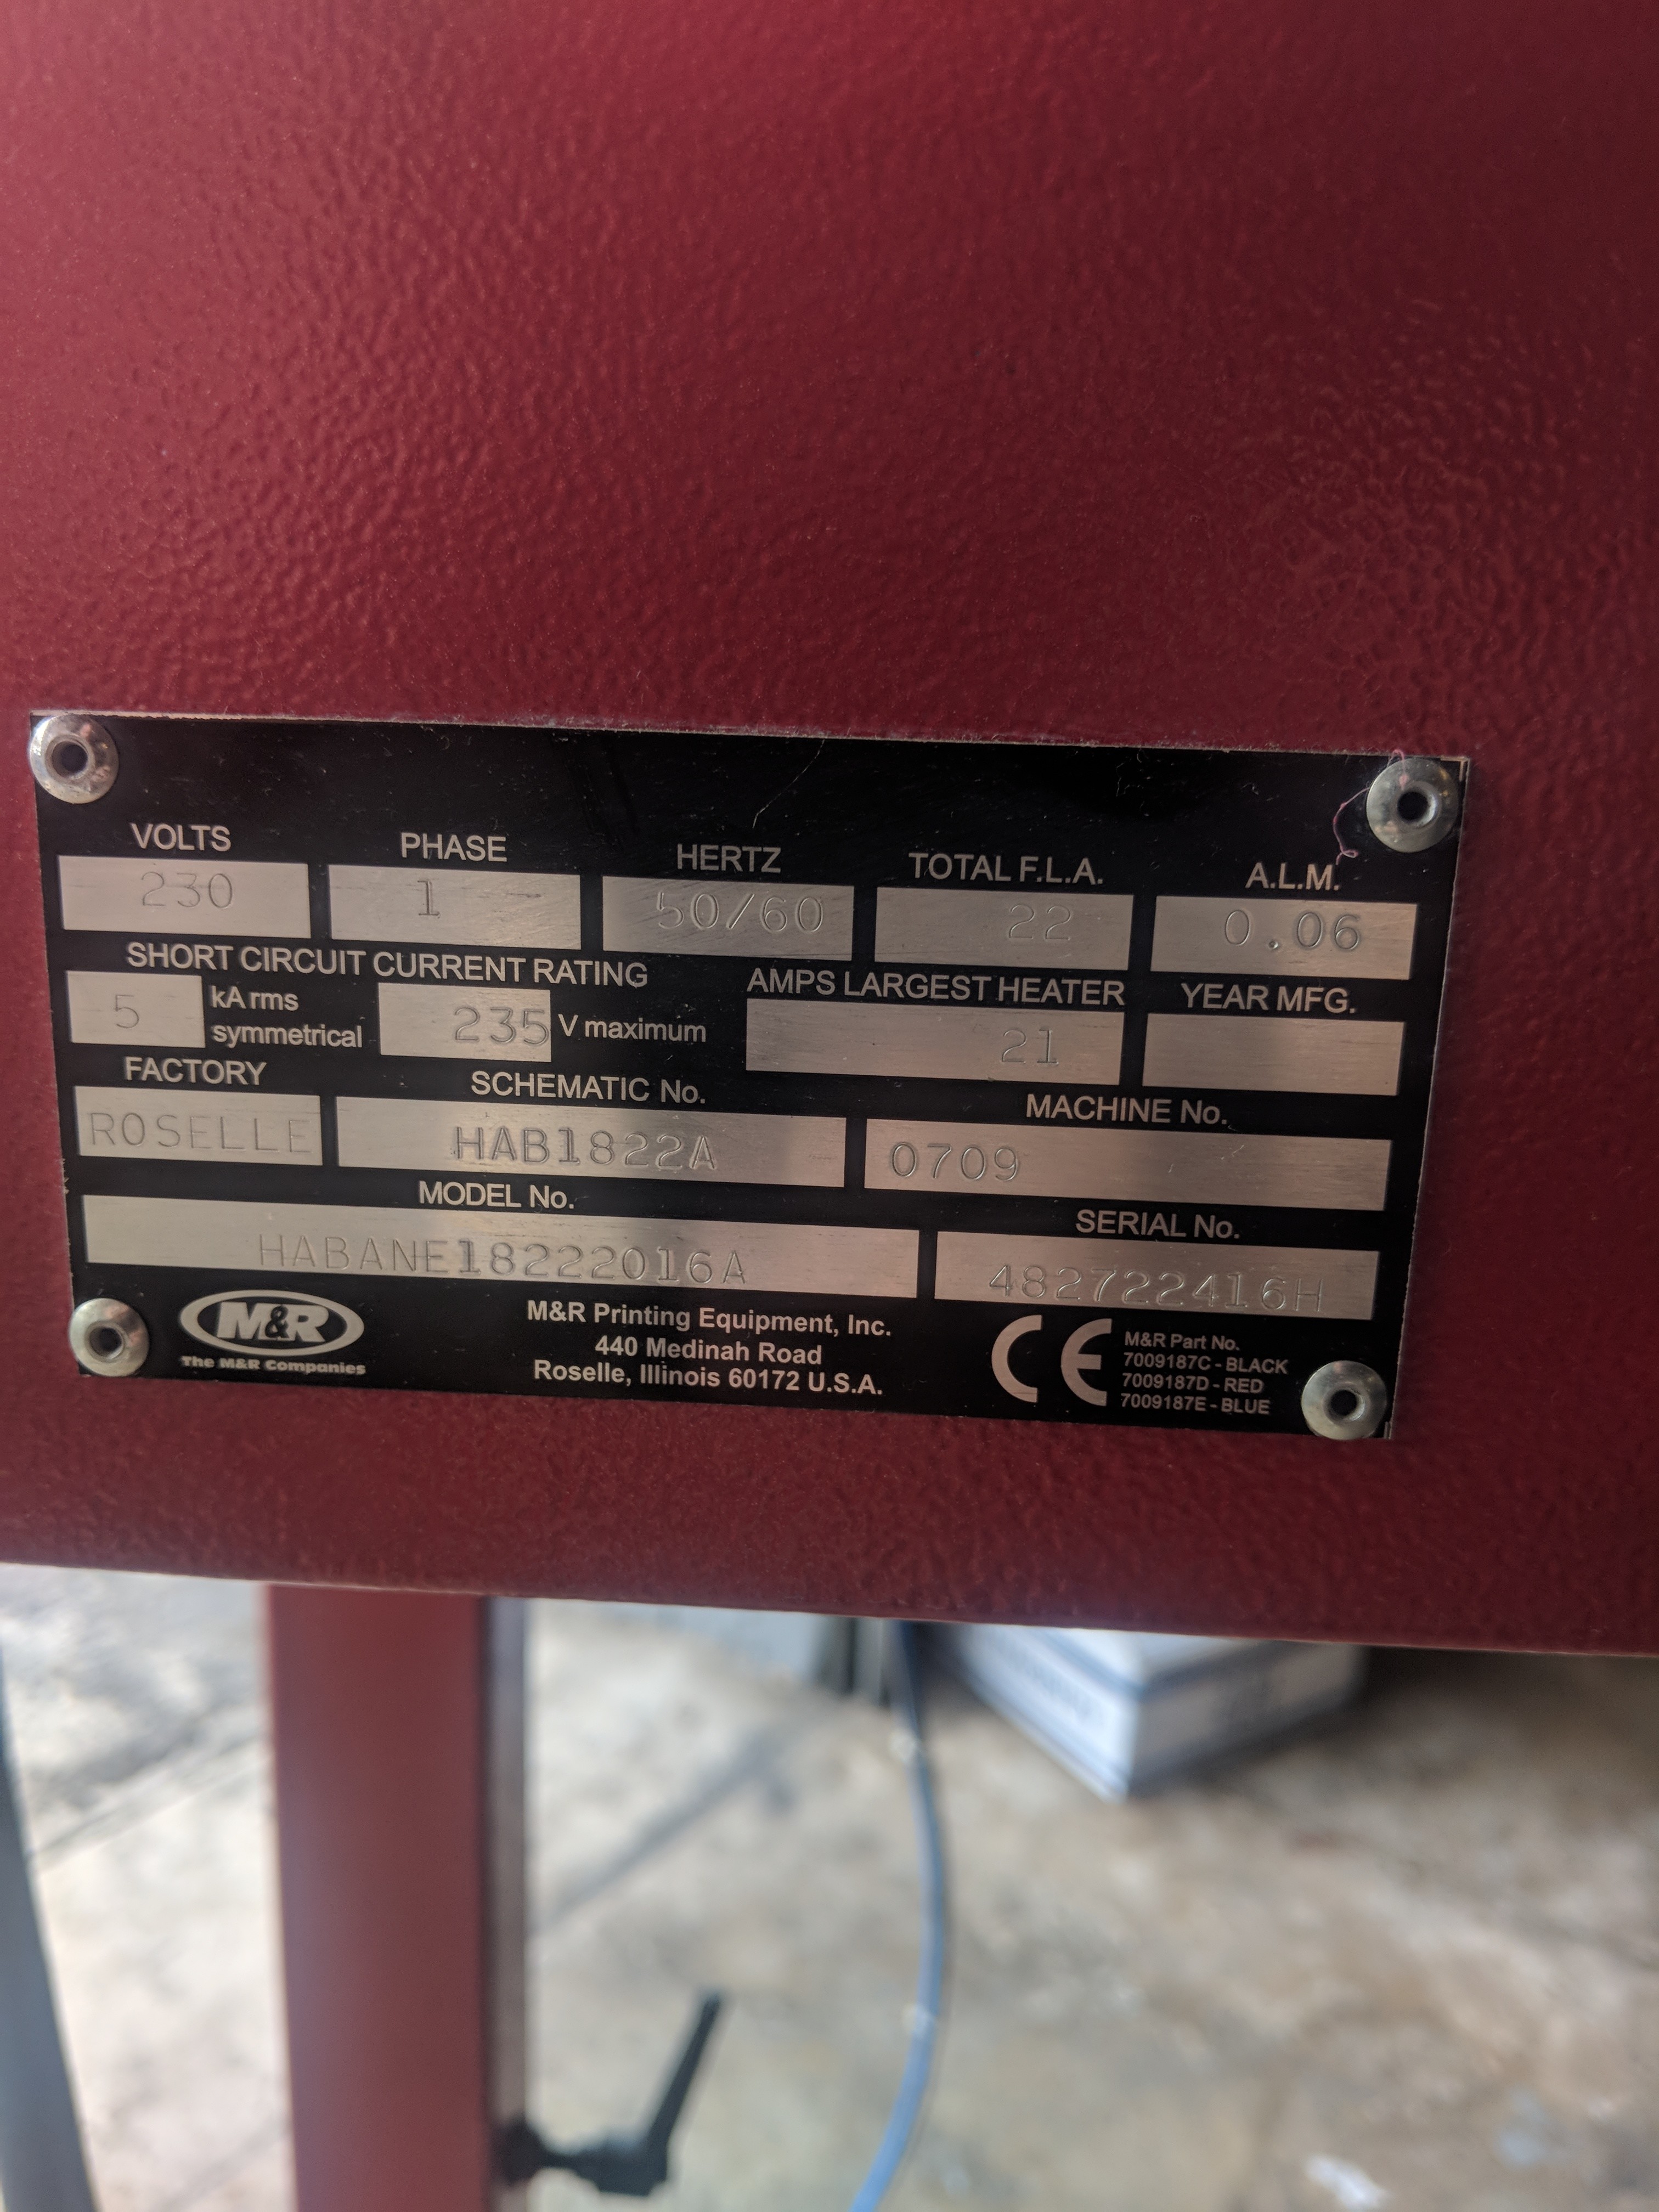 VOLTS PHASE HERTZ TOTAL F.L.A. A.L.M.
230 1 50/60 22 0.06
SHORT CIRCUIT CURRENT RATING AMPS LARGEST HEATER YEAR MFG.
5 kA rms symmetrical 235 V maximum 21
FACTORY SCHEMATIC No. MACHINE No.
ROSELLE HAB1822A 0709
MODEL No. SERIAL No.
HABANE18222016A 482722416H
M&R
The M&R Companies
M&R Printing Equipment, Inc.
440 Medinah Road
Roselle, Illinois 60172 U.S.A.
CE
M&R Part No.
7009187C - BLACK
7009187D - RED
7009187E - BLUE